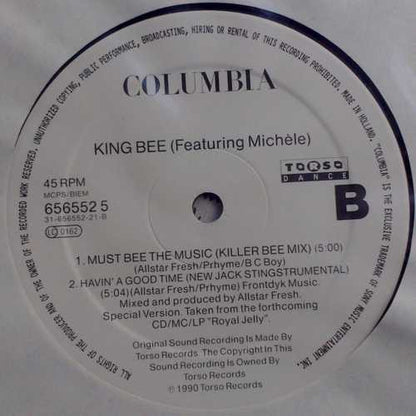 ALL RIGHTS OF THE PRODUCER AND OF THE OWNER OF THE RECORDED WORK RESERVED. UNAUTHORIZED COPYING, PUBLIC PERFORMANCE, BROADCASTING, HIRING OR RENTAL OF THIS RECORDING PROHIBITED. MADE IN HOLLAND. "COLUMBIA" IS THE EXCLUSIVE TRADEMARK OF SONY MUSIC ENTERTAINMENT INC.
COLUMBIA
KING BEE (Featuring Michèle)
45 RPM
MCPS/BIEM
656552 5
31-656552-21-B
LC 0162
TORSO
DANCE
B
1. MUST BEE THE MUSIC (KILLER BEE MIX) (5:00)
(Allstar Fresh/Prhyme/B C Boy)
2. HAVIN' A GOOD TIME (NEW JACK STINGSTRUMENTAL)
(5:04)(Allstar Fresh/Prhyme) Frontdyk Music.
Mixed and produced by Allstar Fresh.
Special Version. Taken from the forthcoming
CD/MC/LP "Royal Jelly".
Original Sound Recording Is Made By
Torso Records. The Copyright In This
Sound Recording Is Owned By
Torso Records
℗ 1990 Torso Records